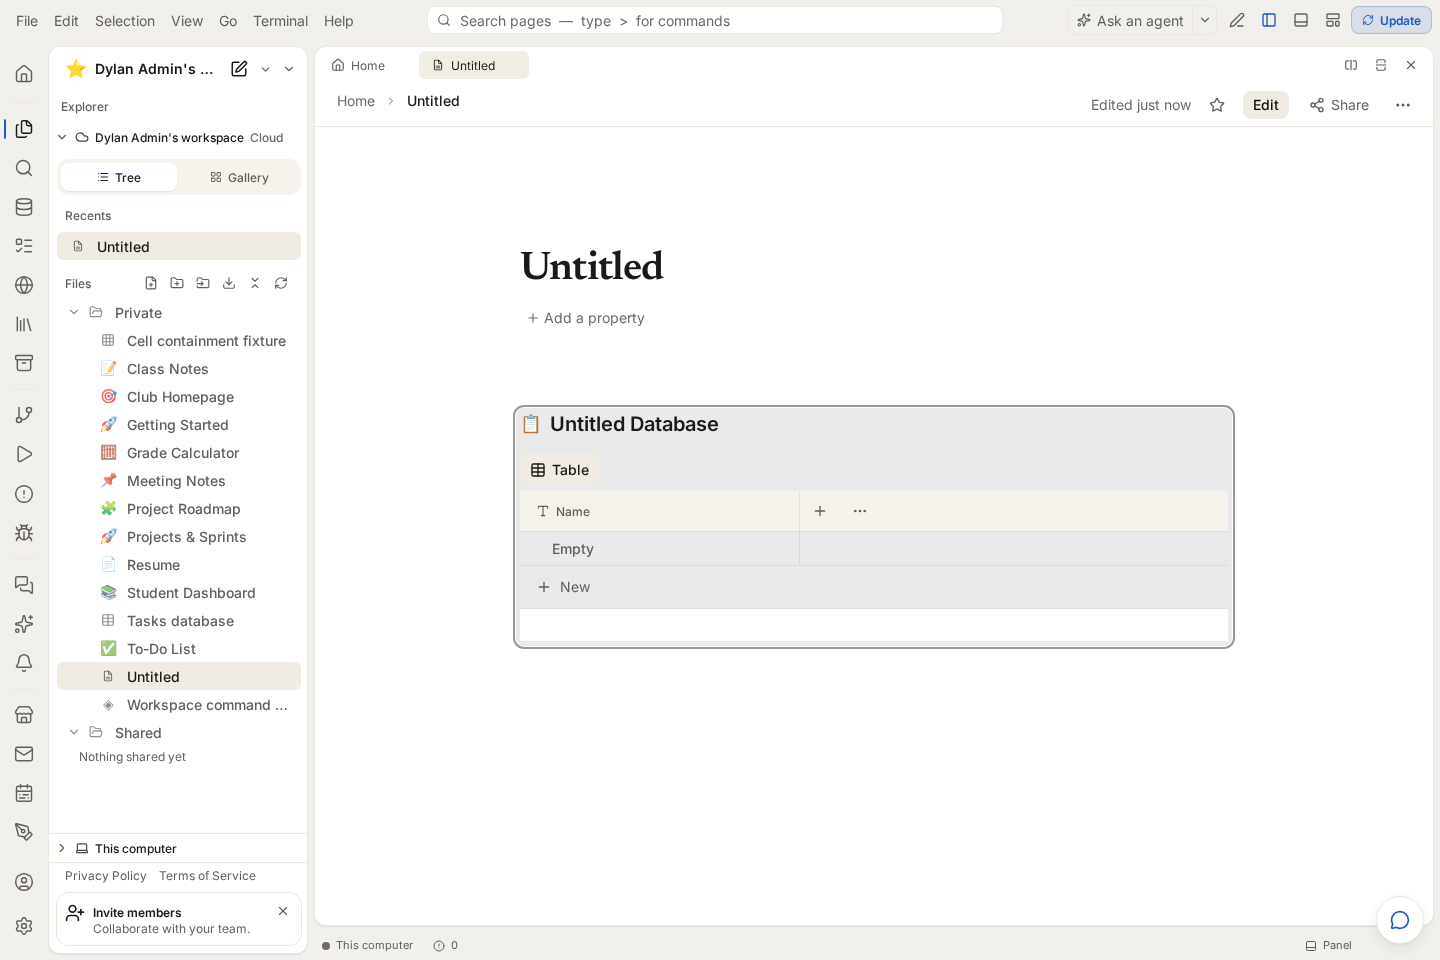 File Edit Selection View Go Terminal Help
Search pages — type > for commands
Ask an agent
Update
Dylan Admin's ...
Explorer
Dylan Admin's workspace Cloud
Tree
Gallery
Recents
Untitled
Files
Private
Cell containment fixture
Class Notes
Club Homepage
Getting Started
Grade Calculator
Meeting Notes
Project Roadmap
Projects & Sprints
Resume
Student Dashboard
Tasks database
To-Do List
Untitled
Workspace command ...
Shared
Nothing shared yet
This computer
Privacy Policy Terms of Service
Invite members
Collaborate with your team.
Home
Untitled
Home > Untitled
Edited just now
Edit
Share
Untitled
+ Add a property
Untitled Database
Table
Name
Empty
+ New
This computer
0
Panel